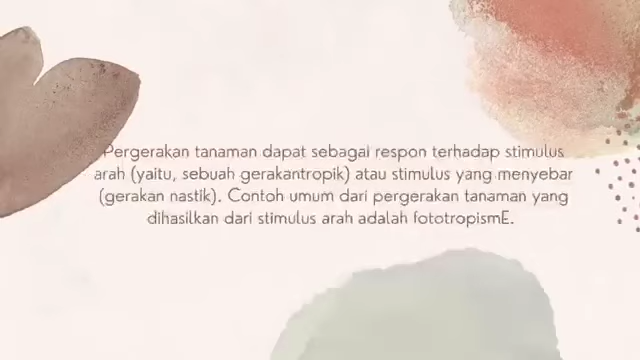 Pergerakan tanaman dapat sebagai respon terhadap stimulus
arah (yaitu, sebuah gerakantropik) atau stimulus yang menyebar
(gerakan nastik). Contoh umum dari pergerakan tanaman yang
dihasilkan dari stimulus arah adalah fototropismE.